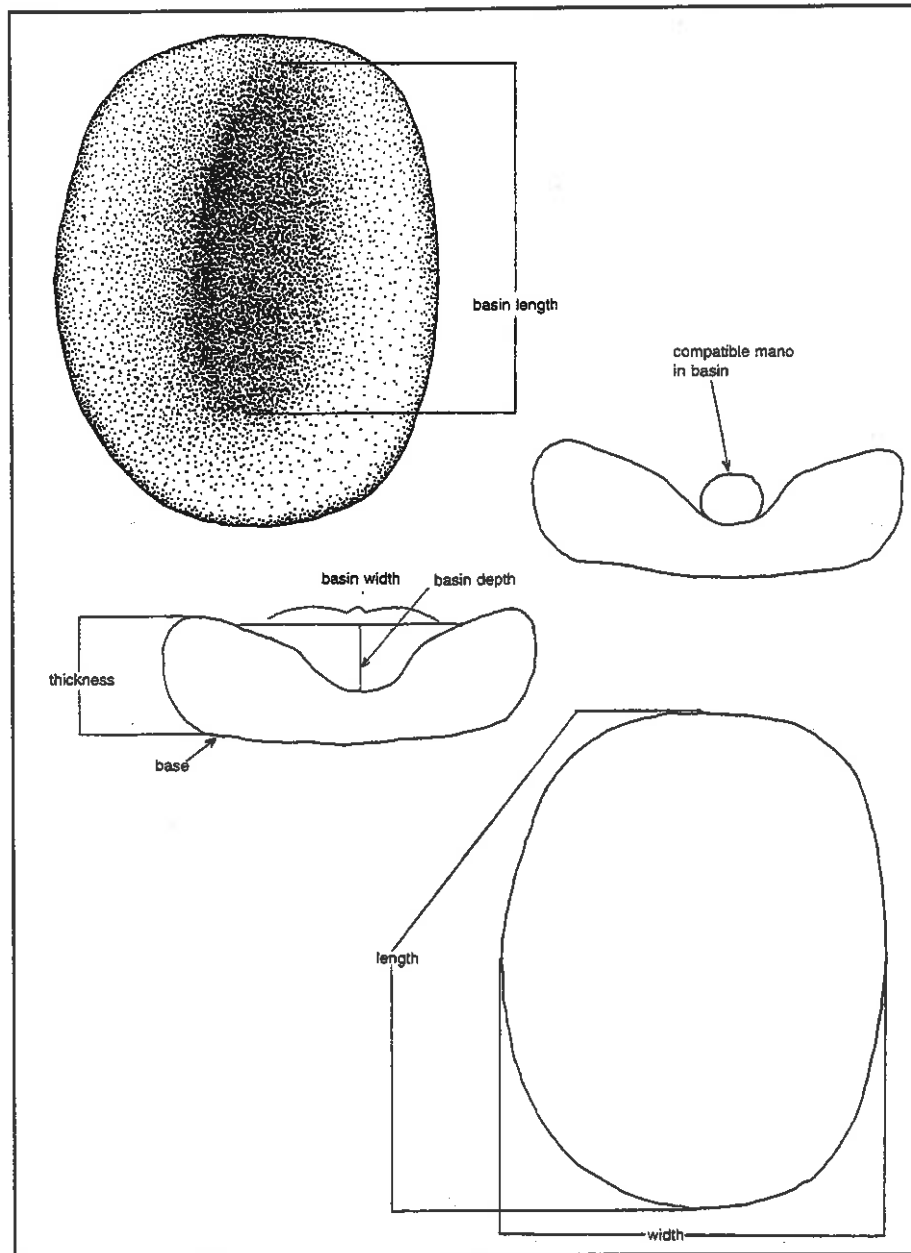 basin length
compatible mano
in basin
basin width
basin depth
thickness
base
length
width